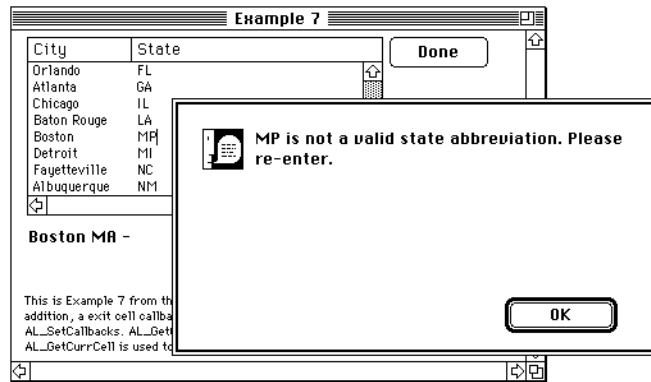 Example 7
City State
Orlando FL
Atlanta GA
Chicago IL
Baton Rouge LA
Boston MP
Detroit MI
Fayetteville NC
Albuquerque NM
Done
MP is not a valid state abbreviation. Please
re-enter.
OK
Boston MA -
This is Example 7 from th
addition, a exit cell callba
AL_SetCallbacks. AL_Get
AL_GetCurrCell is used to